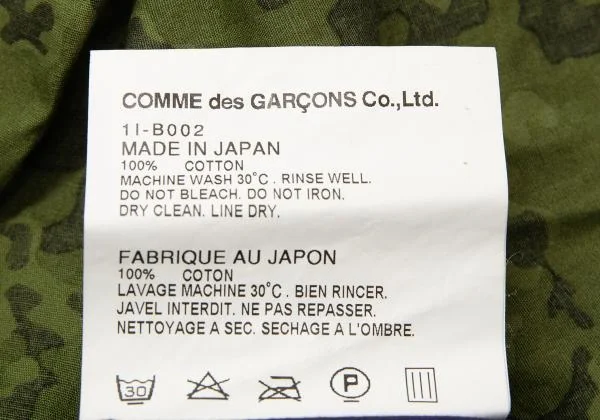 COMME des GARÇONS Co.,Ltd.
1I-B002
MADE IN JAPAN
100% COTTON
MACHINE WASH 30°C . RINSE WELL.
DO NOT BLEACH. DO NOT IRON.
DRY CLEAN. LINE DRY.
FABRIQUE AU JAPON
100% COTON
LAVAGE MACHINE 30°C . BIEN RINCER.
JAVEL INTERDIT. NE PAS REPASSER.
NETTOYAGE A SEC. SECHAGE A L'OMBRE.
30 P